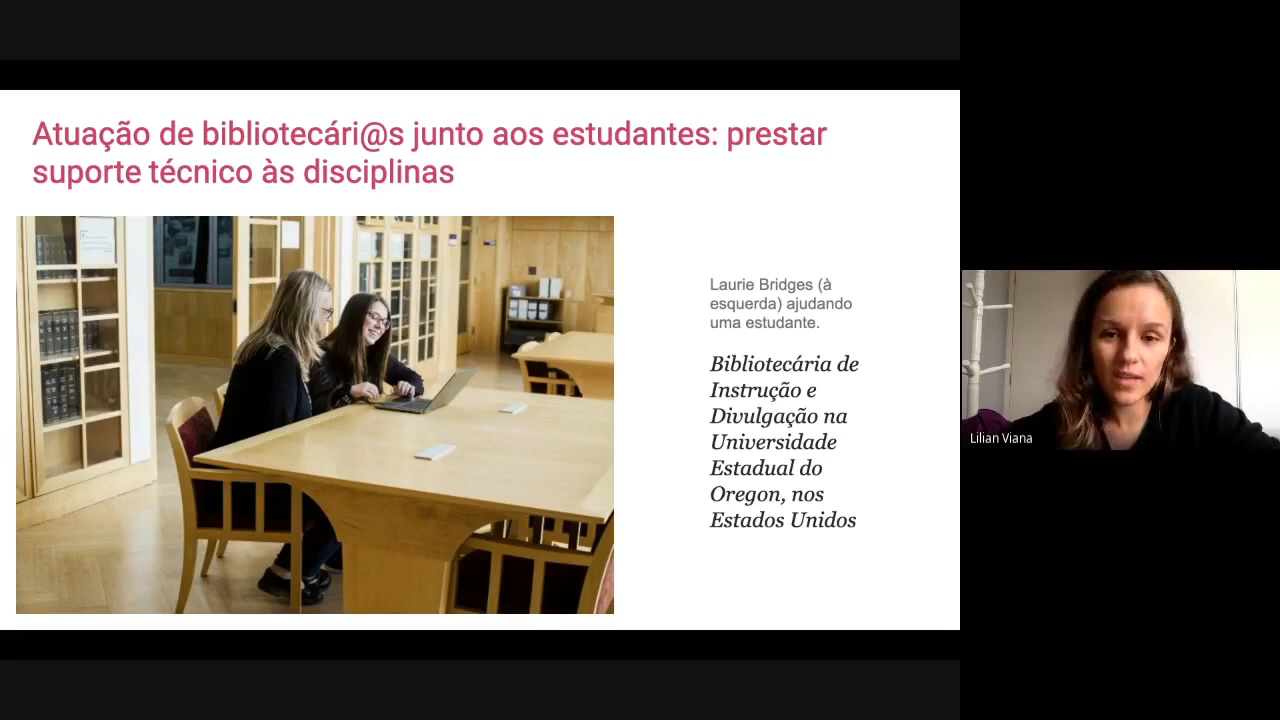 Atuação de bibliotecári@s junto aos estudantes: prestar
suporte técnico às disciplinas
Laurie Bridges (à
esquerda) ajudando
uma estudante.
Bibliotecária de
Instrução e
Divulgação na
Universidade
Estadual do
Oregon, nos
Estados Unidos
Lilian Viana